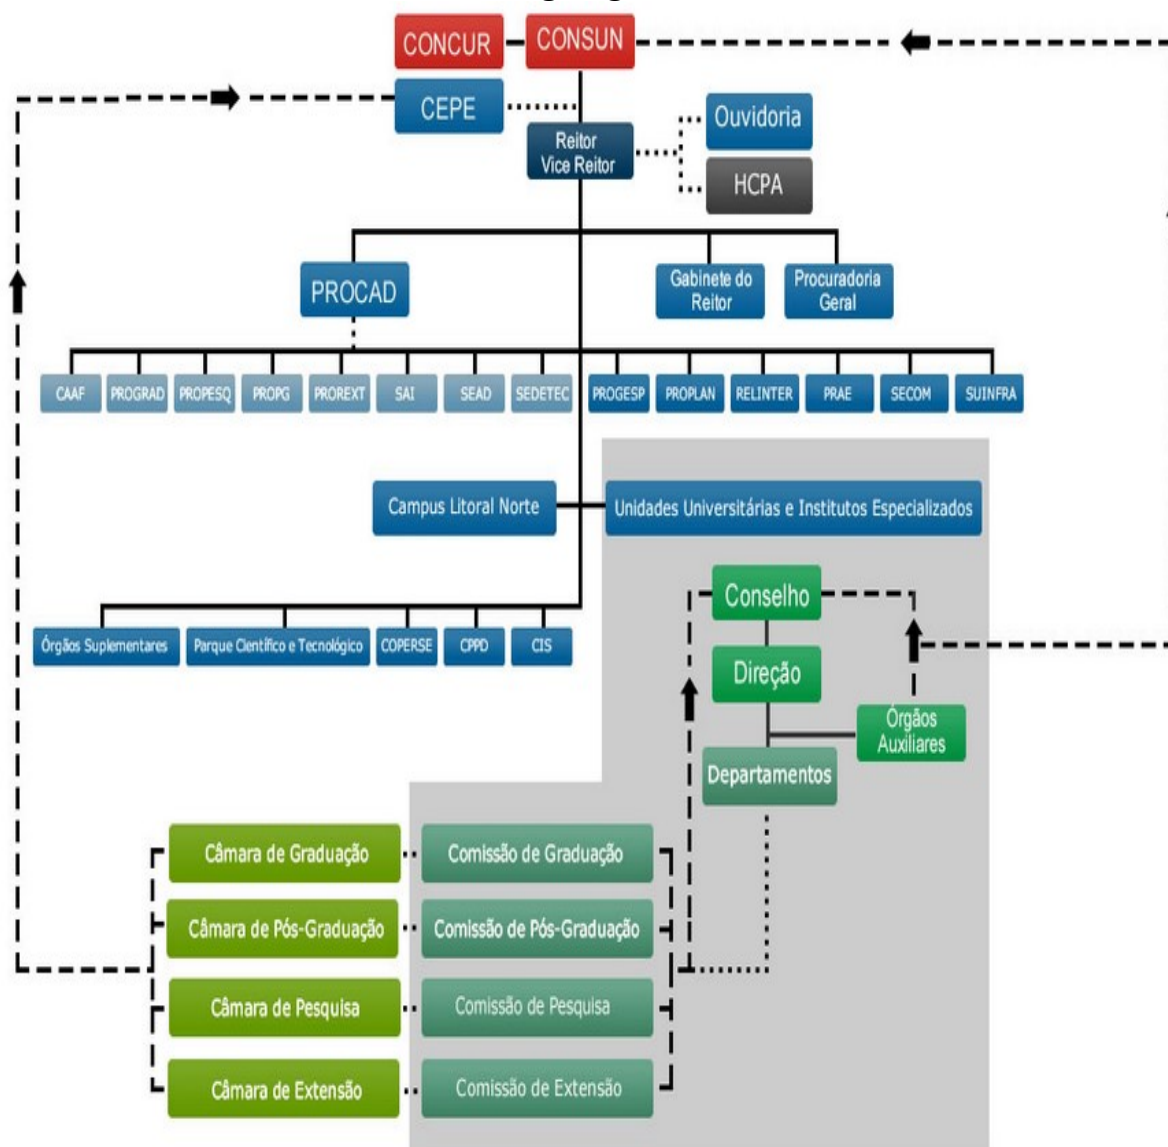 CONCUR
CONSUN
CEPE
Reitor
Vice Reitor
Ouvidoria
HCPA
PROCAD
Gabinete do
Reitor
Procuradoria
Geral
CAAF
PROGRAD
PROPESQ
PROPG
PROREXT
SAI
SEAD
SEDETEC
PROGESP
PROPLAN
RELINTER
PRAE
SECOM
SUINFRA
Campus Litoral Norte
Unidades Universitárias e Institutos Especializados
Conselho
Órgãos Suplementares
Parque Científico e Tecnológico
COPERSE
CPPD
CIS
Direção
Órgãos
Auxiliares
Departamentos
Câmara de Graduação
Comissão de Graduação
Câmara de Pós-Graduação
Comissão de Pós-Graduação
Câmara de Pesquisa
Comissão de Pesquisa
Câmara de Extensão
Comissão de Extensão